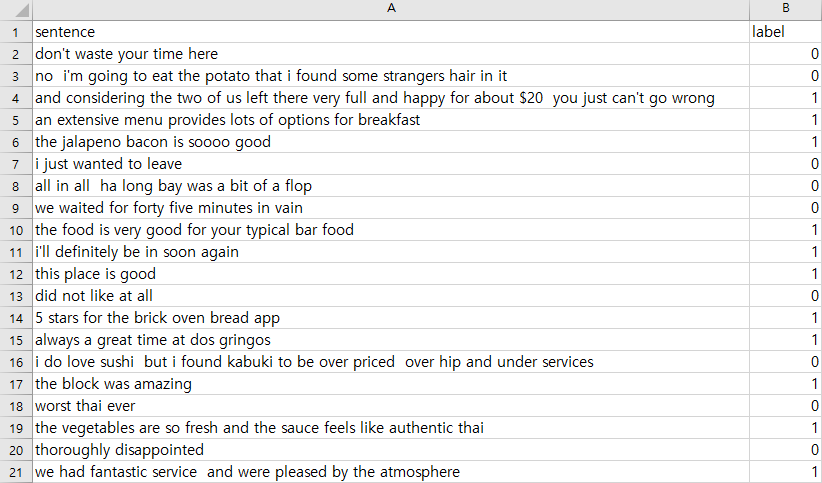 A B
1 sentence label
2 don't waste your time here 0
3 no  i'm going to eat the potato that i found some strangers hair in it 0
4 and considering the two of us left there very full and happy for about $20  you just can't go wrong 1
5 an extensive menu provides lots of options for breakfast 1
6 the jalapeno bacon is soooo good 1
7 i just wanted to leave 0
8 all in all  ha long bay was a bit of a flop 0
9 we waited for forty five minutes in vain 0
10 the food is very good for your typical bar food 1
11 i'll definitely be in soon again 1
12 this place is good 1
13 did not like at all 0
14 5 stars for the brick oven bread app 1
15 always a great time at dos gringos 1
16 i do love sushi  but i found kabuki to be over priced  over hip and under services 0
17 the block was amazing 1
18 worst thai ever 0
19 the vegetables are so fresh and the sauce feels like authentic thai 1
20 thoroughly disappointed 0
21 we had fantastic service  and were pleased by the atmosphere 1